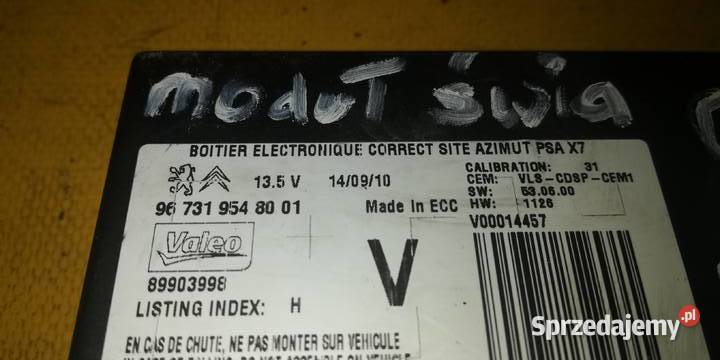 moduł świa
BOITIER ELECTRONIQUE CORRECT SITE AZIMUT PSA X7
13.5 V 14/09/10
CALIBRATION: 31
CEM: VLS-CDSP-CEM1
SW: 53.06.00
HW: 1126
96 731 954 80 01 Made In ECC
V00014457
Valeo
V
89903998
LISTING INDEX: H
EN CAS DE CHUTE, NE PAS MONTER SUR VEHICULE
Sprzedajemy.pl